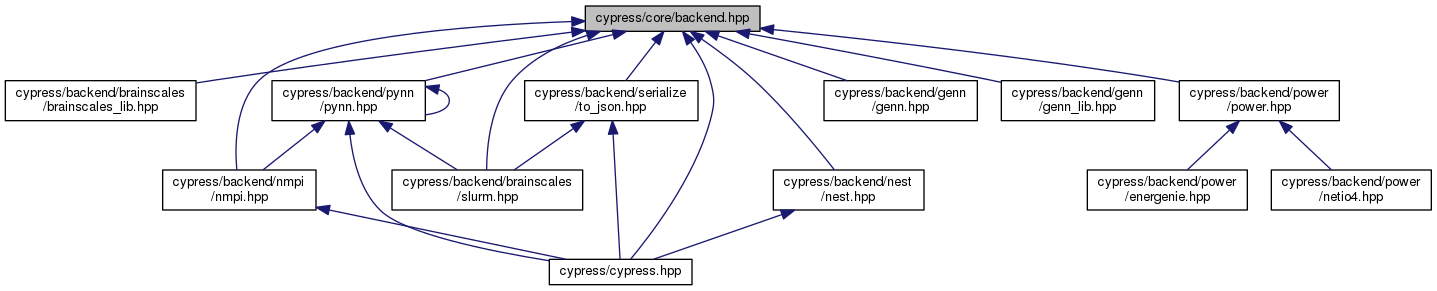 cypress/core/backend.hpp
cypress/backend/brainscales
/brainscales_lib.hpp
cypress/backend/pynn
/pynn.hpp
cypress/backend/serialize
/to_json.hpp
cypress/backend/genn
/genn.hpp
cypress/backend/genn
/genn_lib.hpp
cypress/backend/power
/power.hpp
cypress/backend/nmpi
/nmpi.hpp
cypress/backend/brainscales
/slurm.hpp
cypress/backend/nest
/nest.hpp
cypress/backend/power
/energenie.hpp
cypress/backend/power
/netio4.hpp
cypress/cypress.hpp